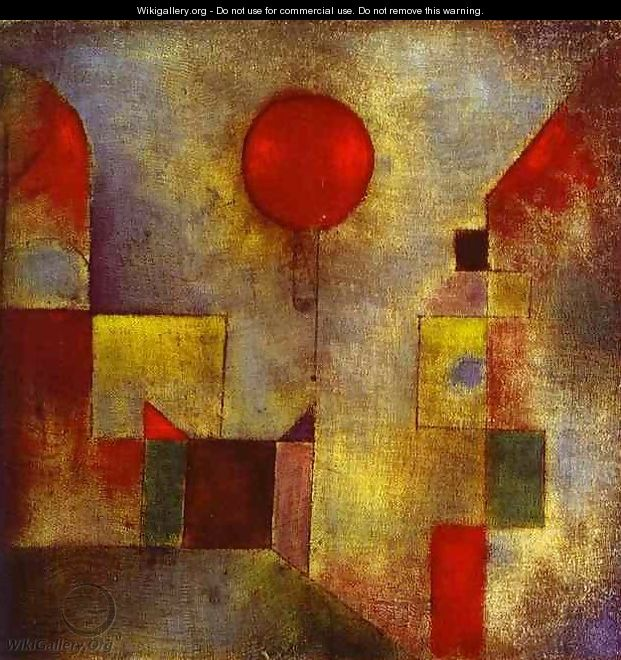 Wikigallery.org - Do not use for commercial use. Do not remove this warning.
WikiGallery.Org